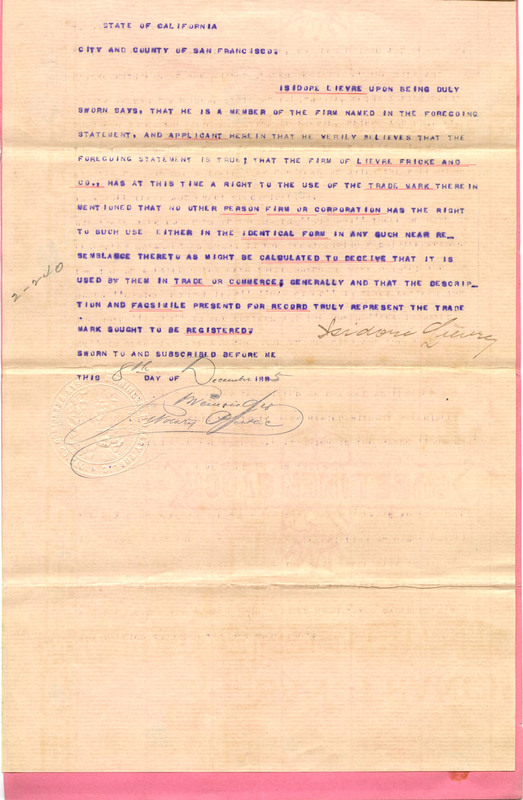 STATE OF CALIFORNIA
CITY AND COUNTY OF SAN FRANCISCO.
ISIDOPE LIEVRE UPON BEING DULY
SWORN SAYS, THAT HE IS A MEMBER OF THE FIRM NAMED IN THE FOREGOING
STATEMENT, AND APPLICANT HEREIN THAT HE VERILY BELIEVES THAT THE
FOREGOING STATEMENT IS TRUE; THAT THE FIRM OF LIEVRE FRICKE AND
CO., HAS AT THIS TIME A RIGHT TO THE USE OF THE TRADE MARK THEREIN
MENTIONED THAT NO OTHER PERSON FIRM OR CORPORATION HAS THE RIGHT
TO SUCH USE EITHER IN THE IDENTICAL FORM IN ANY SUCH NEAR RE_
SEMBLANCE THERETO AS MIGHT BE CALCULATED TO DECEIVE THAT IT IS
2-240
USED BY THEM IN TRADE OR COMMERCE; GENERALLY AND THAT THE DESCRIP_
TION AND FACSIMILE PRESENTD FOR RECORD TRULY REPRESENT THE TRADE
MARK SOUGHT TO BE REGISTERED.
Isidore Lievre
SWORN TO AND SUBSCRIBED BEFORE ME
THIS 8th DAY OF December 1885
Notary Public